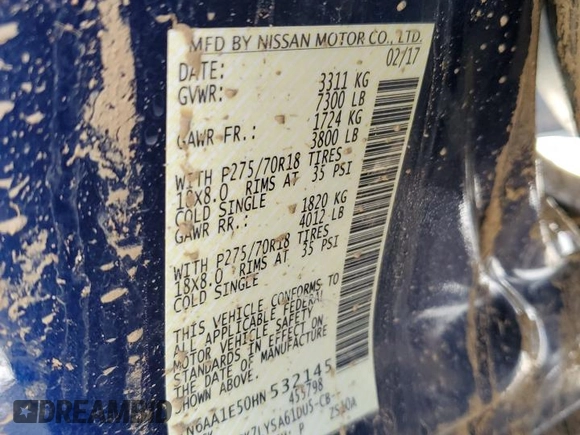 MFD BY NISSAN MOTOR CO., LTD.
DATE: 02/17
GVWR: 3311 KG
7300 LB
GAWR FR.: 1724 KG
3800 LB
WITH P275/70R18 TIRES
18X8.0 RIMS AT 35 PSI
COLD SINGLE
GAWR RR.: 1820 KG
4012 LB
WITH P275/70R18 TIRES
18X8.0 RIMS AT 35 PSI
COLD SINGLE
THIS VEHICLE CONFORMS TO
ALL APPLICABLE FEDERAL
MOTOR VEHICLE SAFETY
STANDARDS IN EFFECT ON
THE DATE OF MANUFACTURE
SHOWN ABOVE.
N6AA1E50HN532145
455798
P